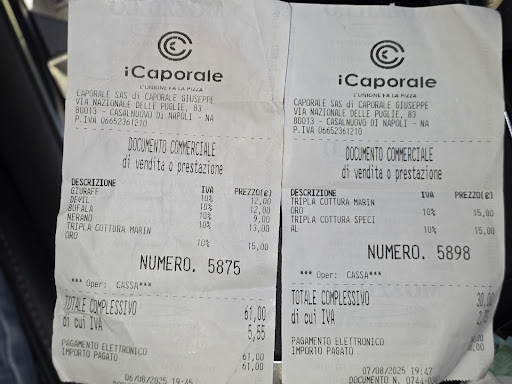 iCaporale
L'UNIONE FA LA PIZZA
CAPORALE SAS di CAPORALE GIUSEPPE
VIA NAZIONALE DELLE PUGLIE, 83
80013 - CASALNUOVO DI NAPOLI - NA
P.IVA 06652361210
DOCUMENTO COMMERCIALE
di vendita o prestazione
DESCRIZIONE IVA PREZZO(€)
GIURAFF 10% 12,00
DEVIL 10% 12,00
BUFALA 10% 9,00
NERANO 10% 13,00
TRIPLA COTTURA MARIN
ORO 10% 15,00
NUMERO. 5875
*** Oper: CASSA***
TOTALE COMPLESSIVO 61,00
di cui IVA 5,55
PAGAMENTO ELETTRONICO 61,00
IMPORTO PAGATO 61,00
06/08/2025
iCaporale
L'UNIONE FA LA PIZZA
CAPORALE SAS di CAPORALE GIUSEPPE
VIA NAZIONALE DELLE PUGLIE, 83
80013 - CASALNUOVO DI NAPOLI - NA
P.IVA 06652361210
DOCUMENTO COMMERCIALE
di vendita o prestazione
DESCRIZIONE IVA PREZZO(€)
TRIPLA COTTURA MARIN
ORO 10% 15,00
TRIPLA COTTURA SPECI
AL 10% 15,00
NUMERO. 5898
*** Oper: CASSA***
TOTALE COMPLESSIVO 30,00
di cui IVA
PAGAMENTO ELETTRONICO
IMPORTO PAGATO
07/08/2025 19:47
DOCUMENTO N. 0744